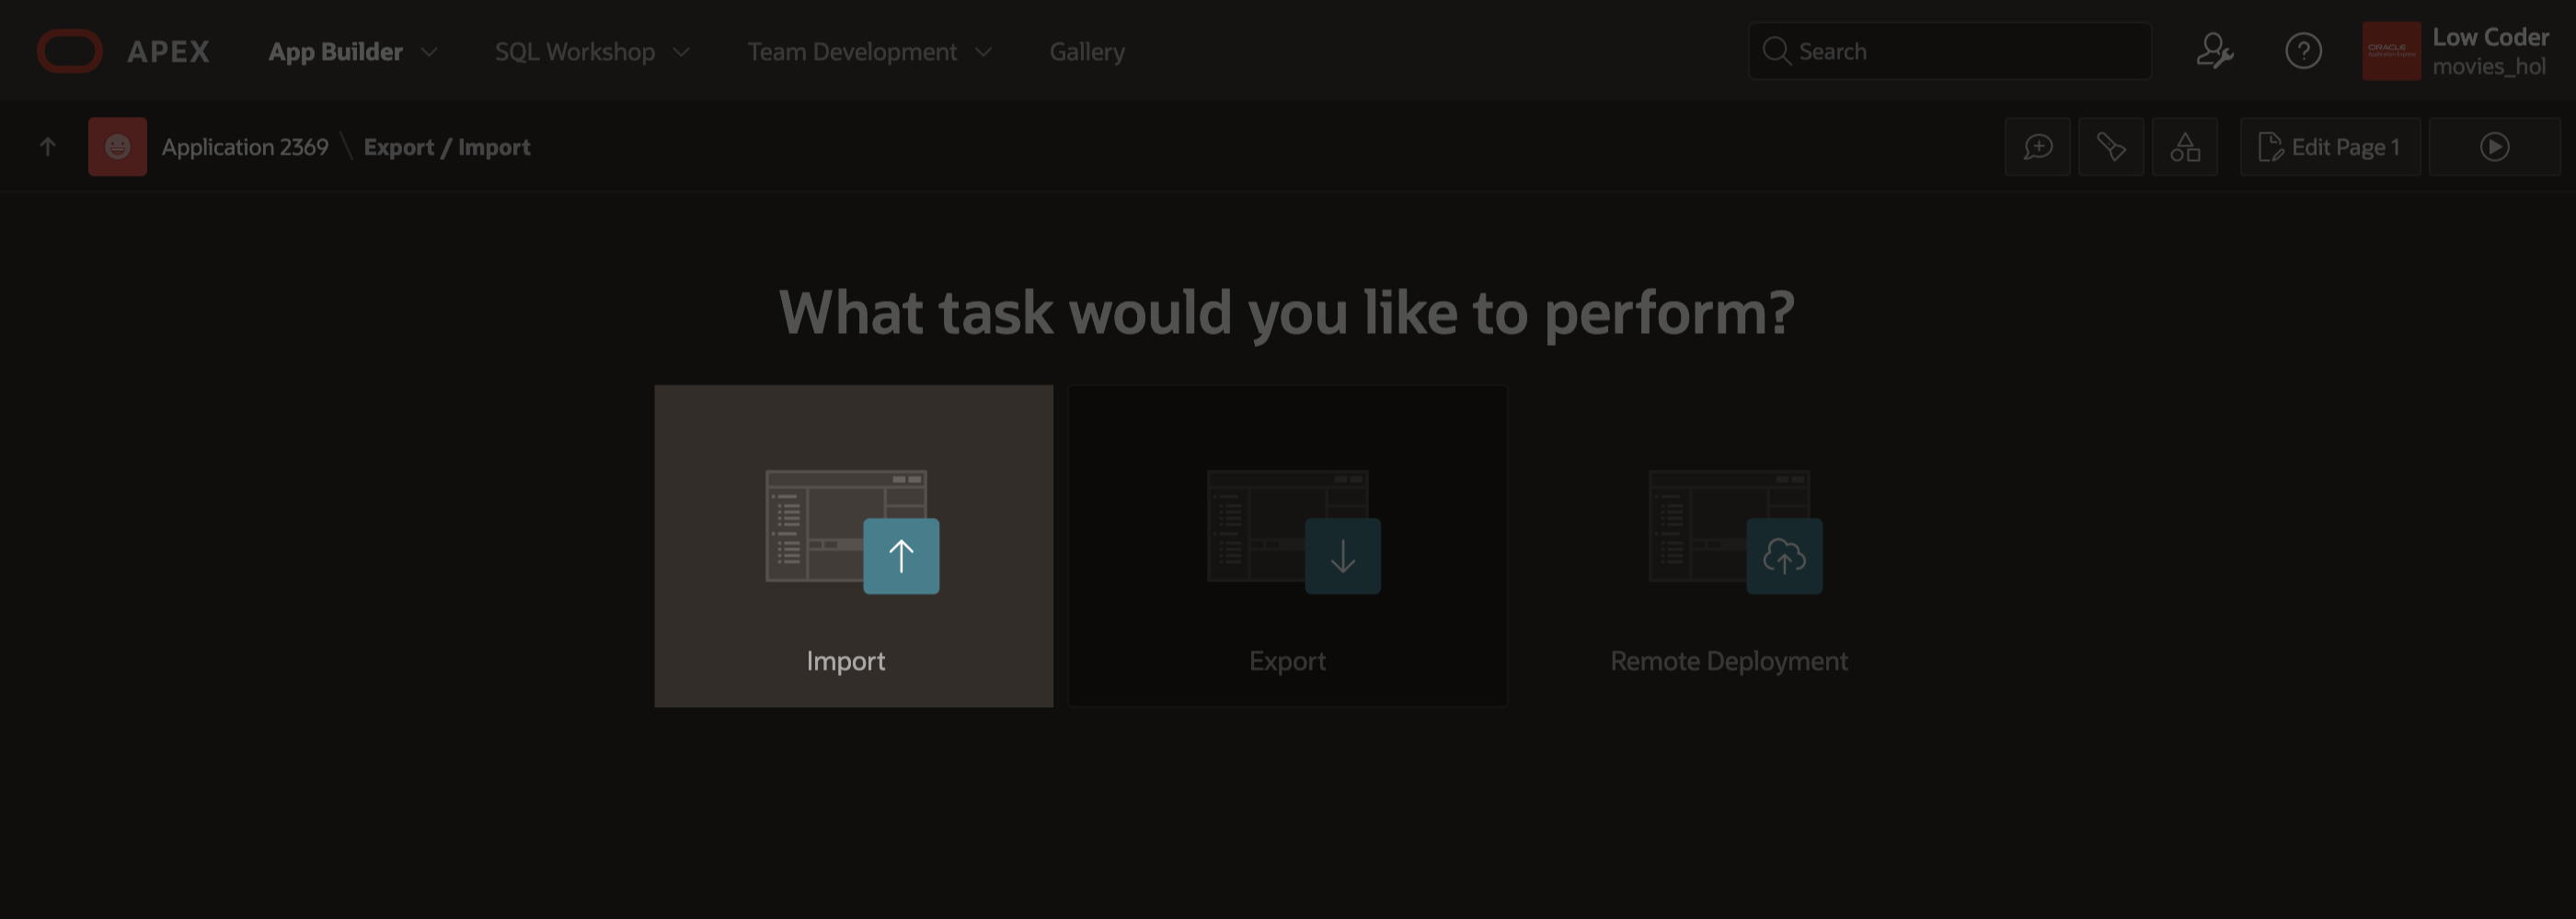 APEX App Builder SQL Workshop Team Development Gallery Search ORACLE Low Coder
movies_hol
Application 2369 \ Export / Import Edit Page 1
What task would you like to perform?
Import Export Remote Deployment